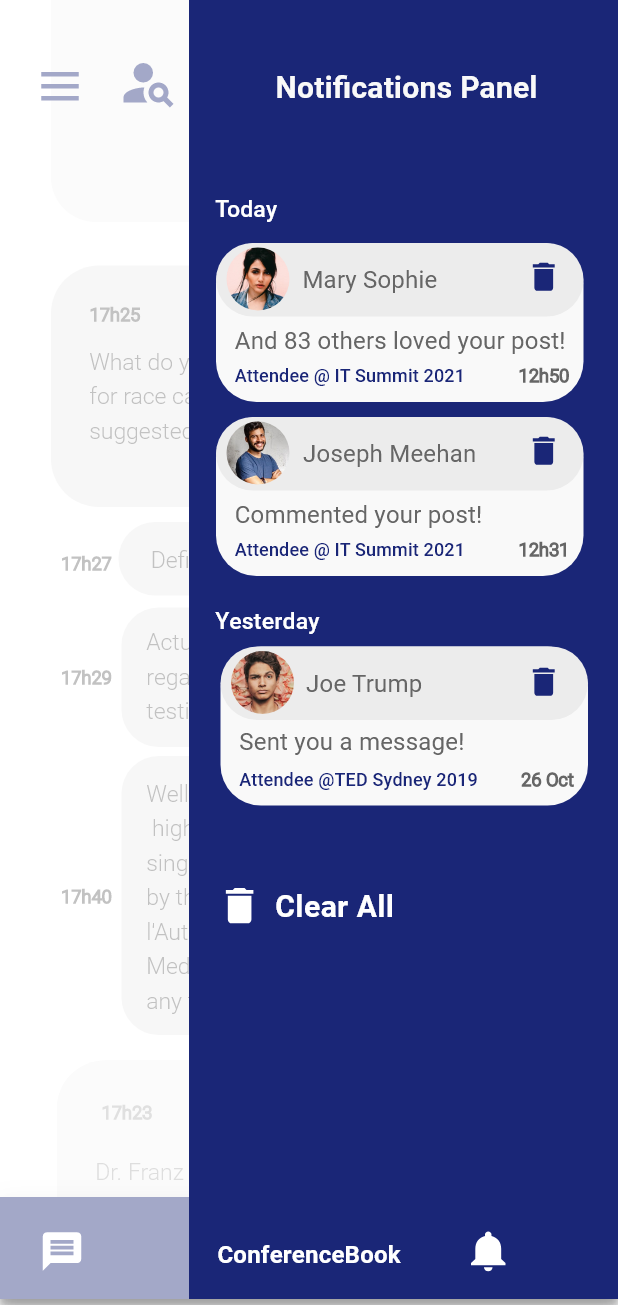 Notifications Panel
Today
Mary Sophie
And 83 others loved your post!
Attendee @ IT Summit 2021 12h50
Joseph Meehan
Commented your post!
Attendee @ IT Summit 2021 12h31
Yesterday
Joe Trump
Sent you a message!
Attendee @TED Sydney 2019 26 Oct
Clear All
ConferenceBook
17h25
What do y
for race ca
suggested
17h27 Defi
Actu
17h29 rega
testi
Well
high
sing
17h40 by th
l'Aut
Med
any
17h23
Dr. Franz